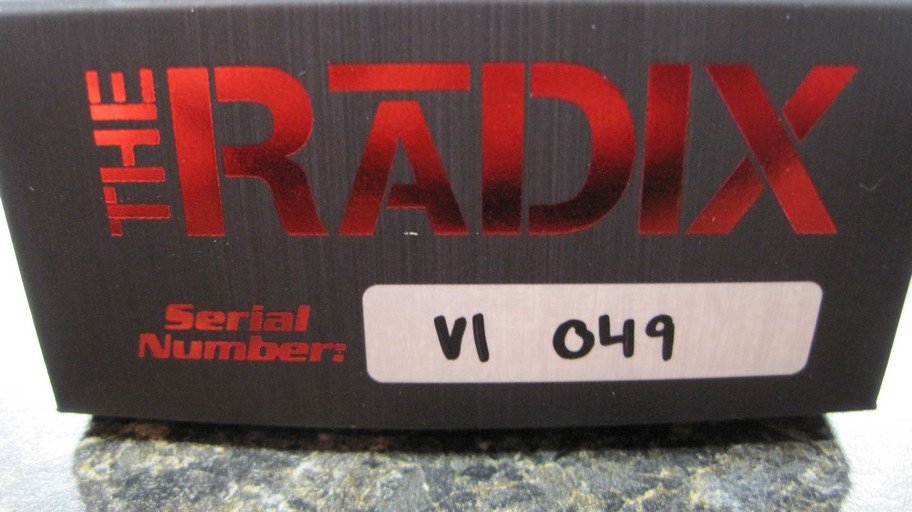 THE RADIX
Serial
Number: V1 049